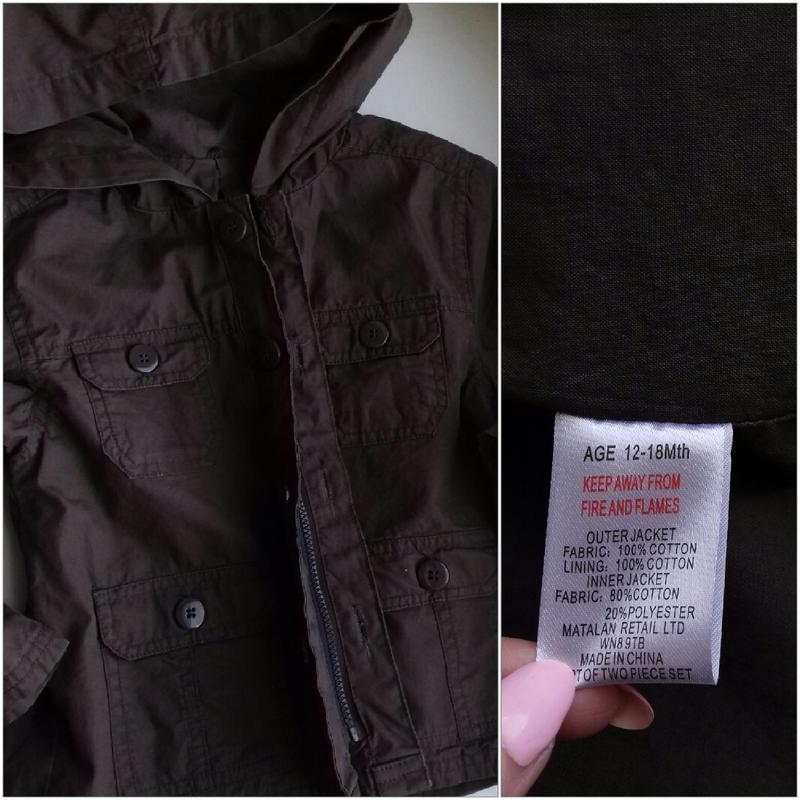 AGE 12-18Mth
KEEP AWAY FROM
FIRE AND FLAMES
OUTER JACKET
FABRIC: 100% COTTON
LINING: 100% COTTON
INNER JACKET
FABRIC: 80% COTTON
20% POLYESTER
MATALAN RETAIL LTD
WN8 9TB
MADE IN CHINA
OF TWO PIECE SET